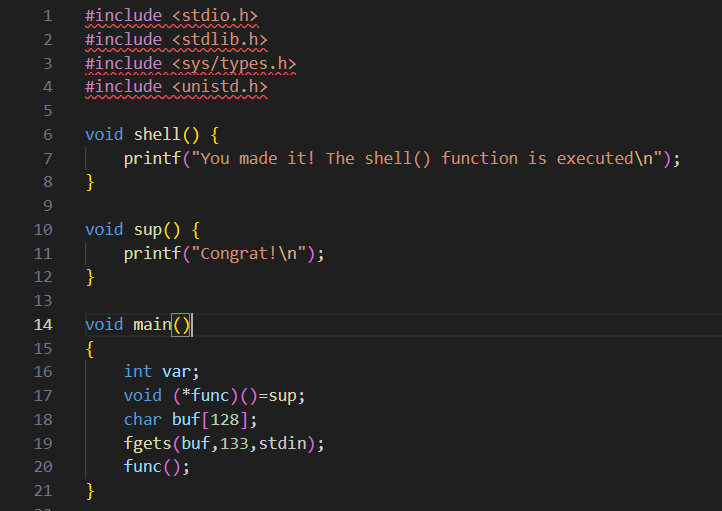 1 #include <stdio.h>
2 #include <stdlib.h>
3 #include <sys/types.h>
4 #include <unistd.h>
5
6 void shell() {
7     printf("You made it! The shell() function is executed\n");
8 }
9
10 void sup() {
11     printf("Congrat!\n");
12 }
13
14 void main()
15 {
16     int var;
17     void (*func)()=sup;
18     char buf[128];
19     fgets(buf,133,stdin);
20     func();
21 }